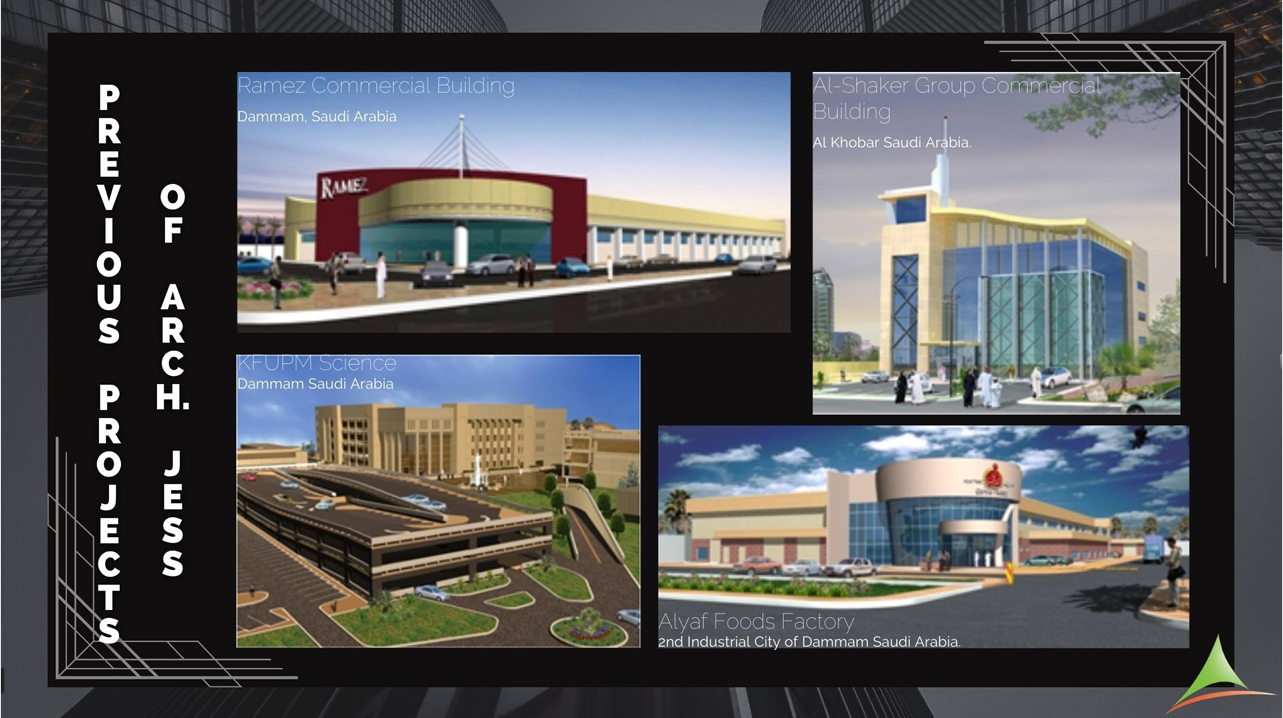 PREVIOUS PROJECTS
OF ARCH. JESS
Ramez Commercial Building
Dammam, Saudi Arabia
RAMEZ
Al-Shaker Group Commercial
Building
Al Khobar Saudi Arabia.
KFUPM Science
Dammam Saudi Arabia
Alyaf Foods Factory
2nd Industrial City of Dammam Saudi Arabia.